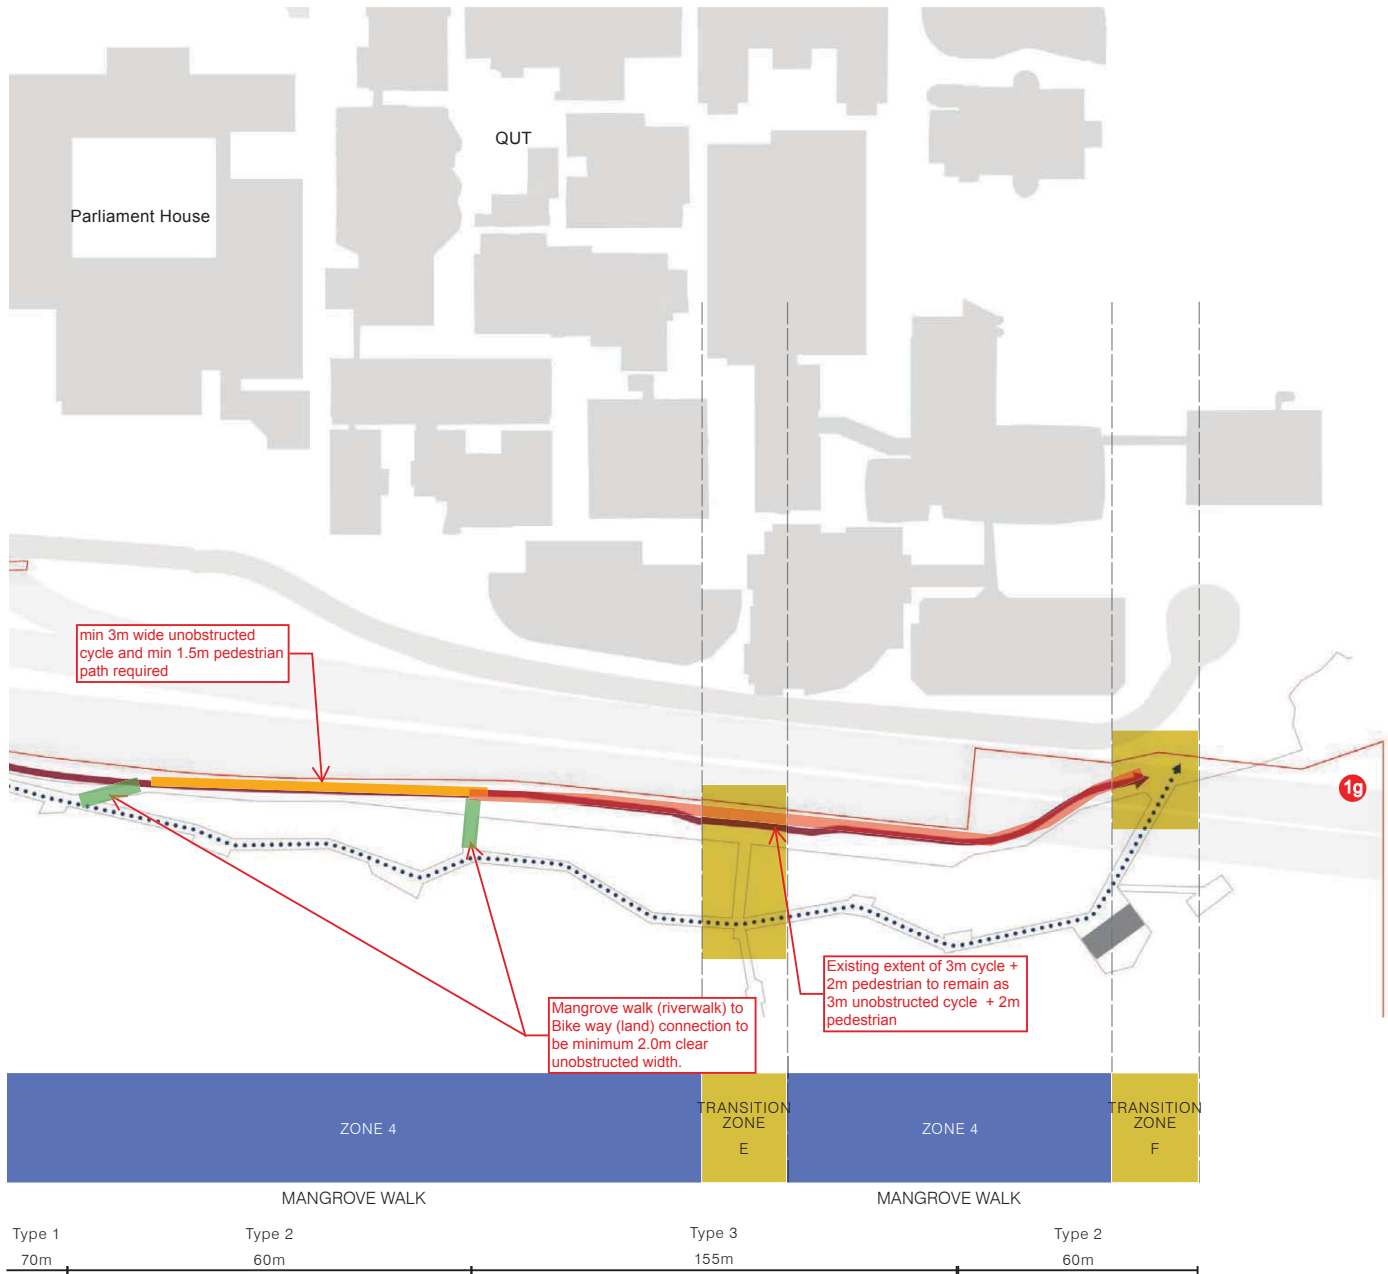 QUT
Parliament House
min 3m wide unobstructed
cycle and min 1.5m pedestrian
path required
1g
Existing extent of 3m cycle +
2m pedestrian to remain as
3m unobstructed cycle + 2m
pedestrian
Mangrove walk (riverwalk) to
Bike way (land) connection to
be minimum 2.0m clear
unobstructed width.
ZONE 4
TRANSITION
ZONE
E
ZONE 4
TRANSITION
ZONE
F
MANGROVE WALK
MANGROVE WALK
Type 1
Type 2
Type 3
Type 2
70m
60m
155m
60m